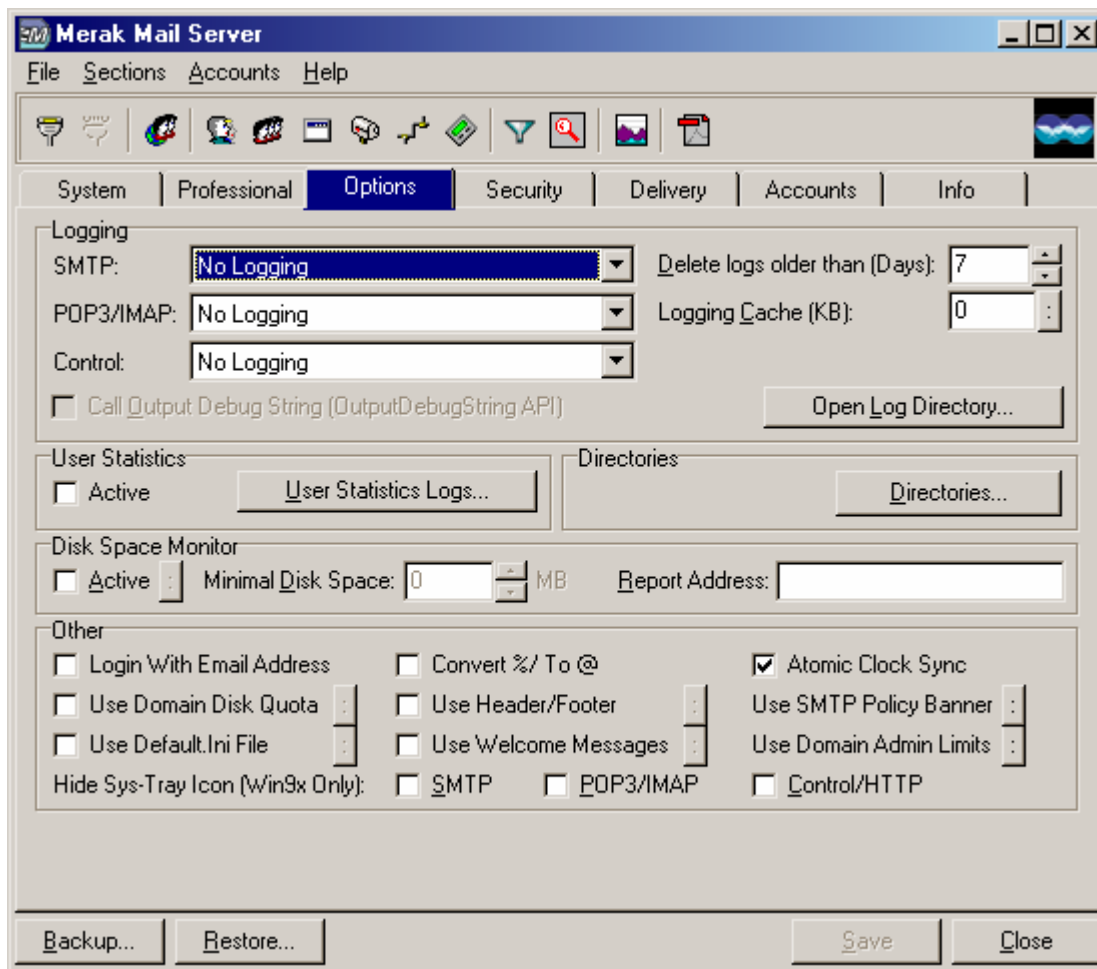 Merak Mail Server
File Sections Accounts Help
System Professional Options Security Delivery Accounts Info
Logging
SMTP: No Logging Delete logs older than (Days): 7
POP3/IMAP: No Logging Logging Cache (KB): 0 :
Control: No Logging
Call Output Debug String (OutputDebugString API) Open Log Directory...
User Statistics Directories
Active User Statistics Logs... Directories...
Disk Space Monitor
Active : Minimal Disk Space: 0 MB Report Address:
Other
Login With Email Address Convert %/ To @ Atomic Clock Sync
Use Domain Disk Quota : Use Header/Footer : Use SMTP Policy Banner :
Use Default.Ini File : Use Welcome Messages : Use Domain Admin Limits :
Hide Sys-Tray Icon (Win9x Only): SMTP POP3/IMAP Control/HTTP
Backup... Restore... Save Close